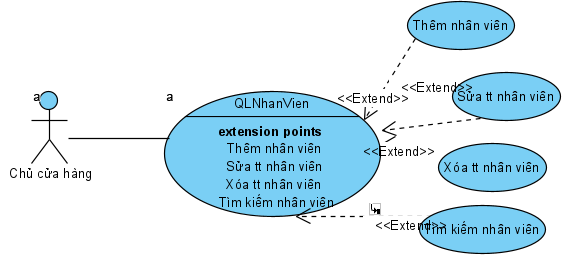 Thêm nhân viên
<<Extend>>
<<Extend>>
Sửa tt nhân viên
a
a
QLNhanVien
extension points
Thêm nhân viên
Sửa tt nhân viên
Xóa tt nhân viên
Tìm kiếm nhân viên
<<Extend>>
Xóa tt nhân viên
Chủ cửa hàng
<<Extend>>
Tìm kiếm nhân viên